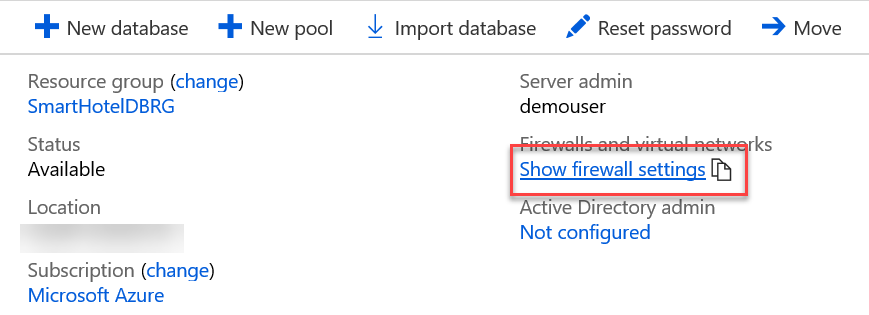 New database New pool Import database Reset password Move
Resource group (change)
SmartHotelDBRG
Status
Available
Location
Subscription (change)
Microsoft Azure
Server admin
demouser
Firewalls and virtual networks
Show firewall settings
Active Directory admin
Not configured